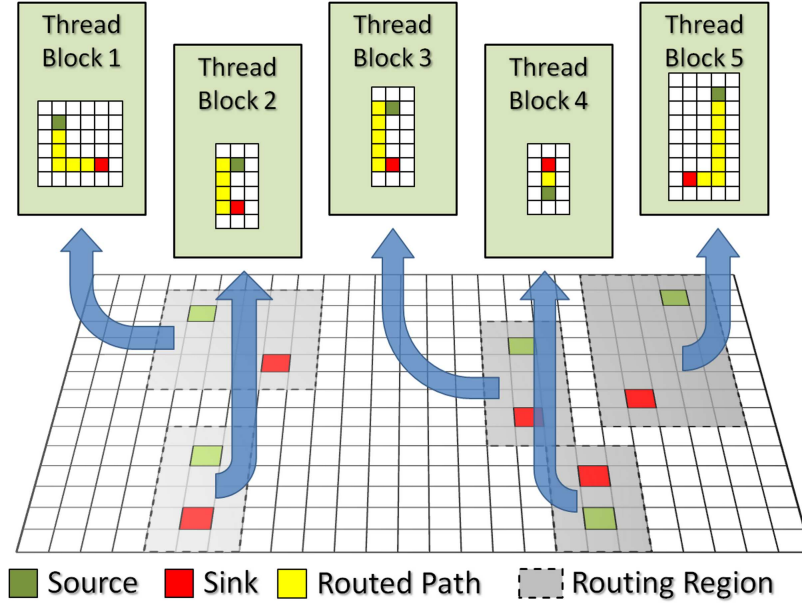 Thread
Block 1
Thread
Block 2
Thread
Block 3
Thread
Block 4
Thread
Block 5
Source
Sink
Routed Path
Routing Region